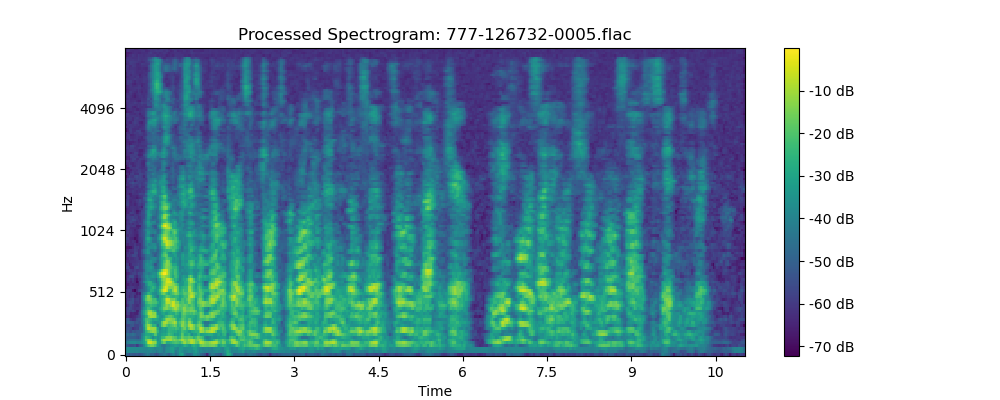 Processed Spectrogram: 777-126732-0005.flac
Hz
4096
2048
1024
512
0
0 1.5 3 4.5 6 7.5 9 10
Time
-10 dB
-20 dB
-30 dB
-40 dB
-50 dB
-60 dB
-70 dB